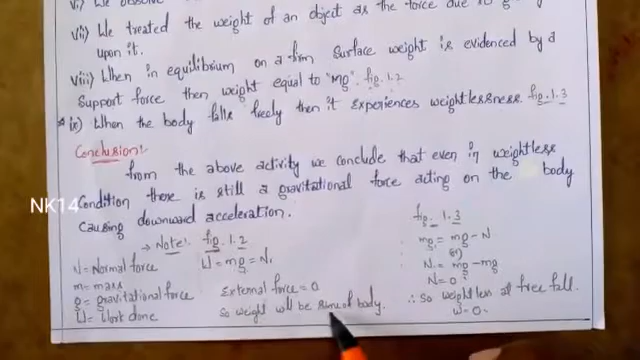 vi) We observe the force due to
vii) We treated the weight of an object as
upon it.
viii) When in equilibrium on a firm surface weight is evidenced by a
support force then weight equal to "mg". fig.1.2
ix) When the body falls freely then it experiences weightlessness. fig.1.3
Conclusion:
from the above activity we conclude that even in weightless
condition there is still a gravitational force acting on the body
causing downward acceleration.
NK14
→ Note: fig.1.2
N = Normal force
m = mass
g = gravitational force
W = Work done
W = mg = N,
External force = 0
So weight will be same of body.
fig. 1.3
mg = mg - N
(or)
N = mg - mg
N = 0
∴ So weightless at free fall.
W = 0.